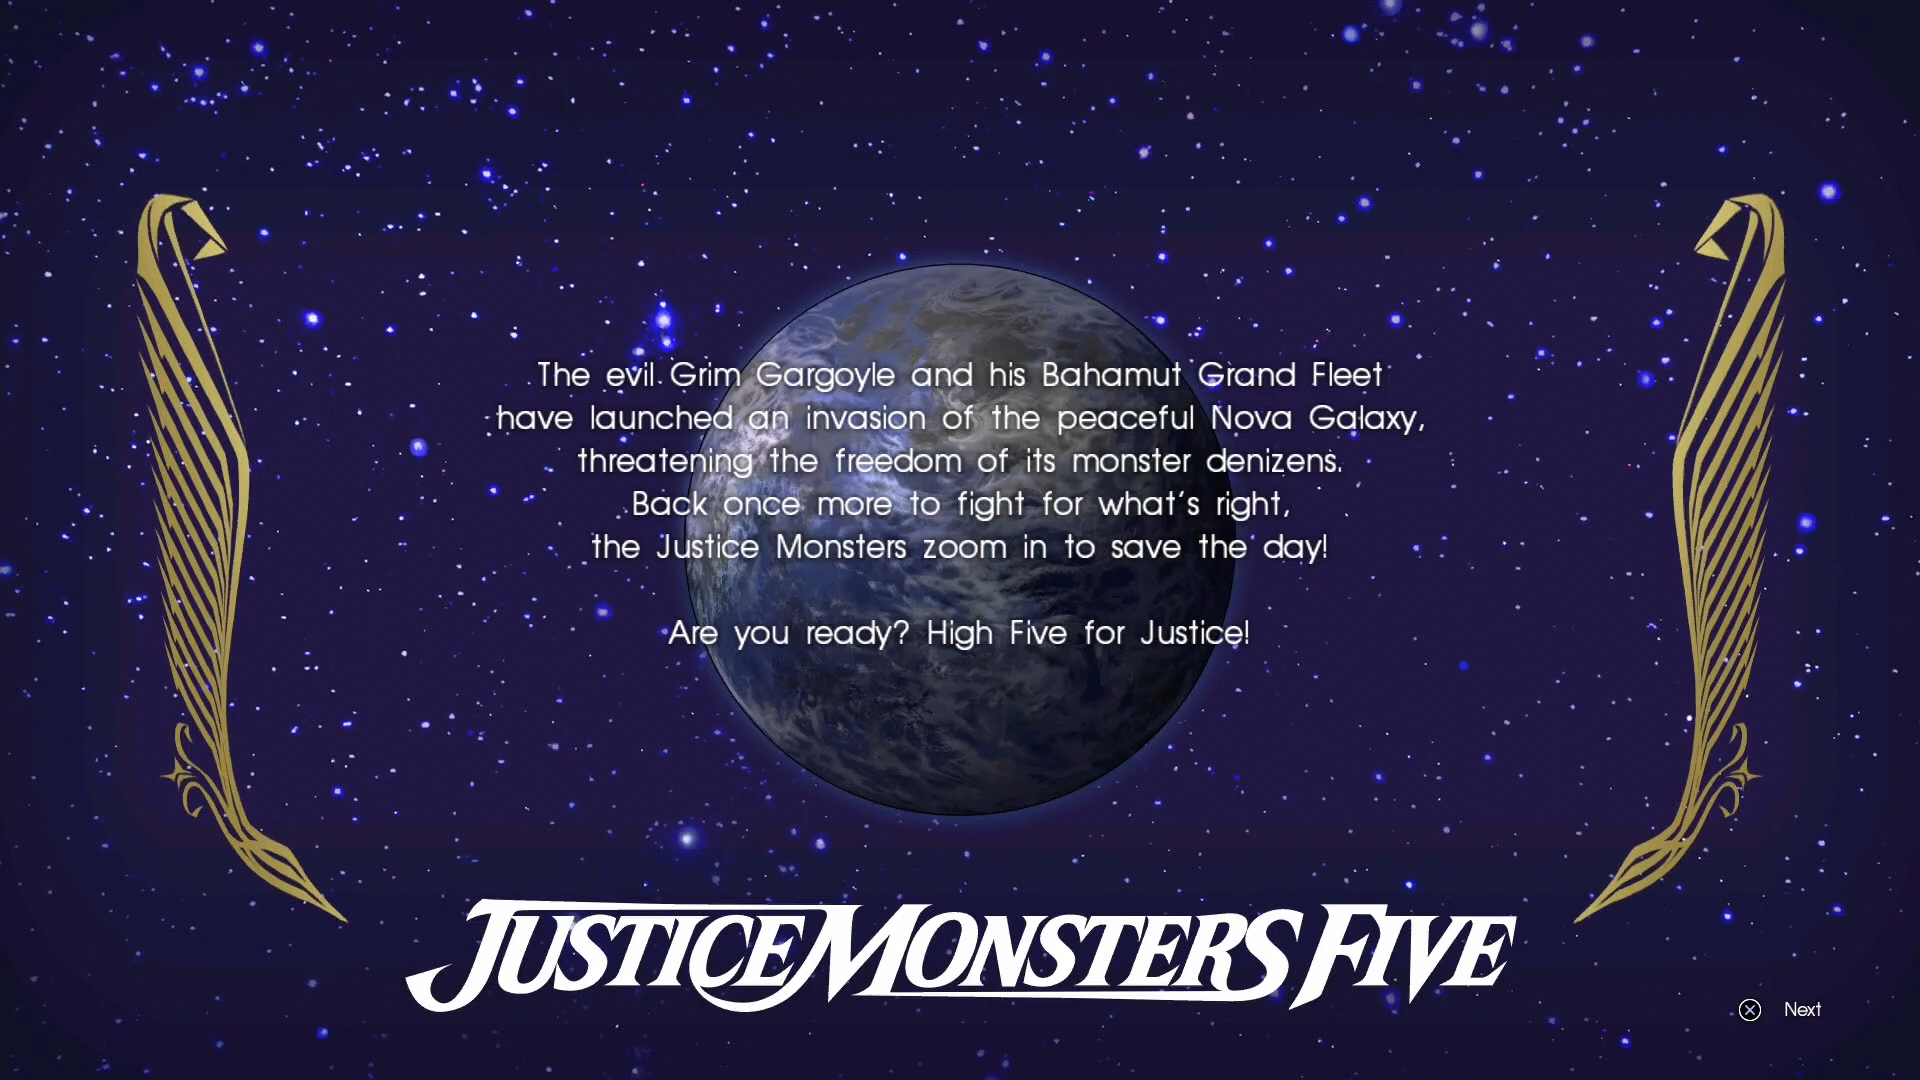 The evil Grim Gargoyle and his Bahamut Grand Fleet
have launched an invasion of the peaceful Nova Galaxy,
threatening the freedom of its monster denizens.
Back once more to fight for what's right,
the Justice Monsters zoom in to save the day!
Are you ready? High Five for Justice!
JUSTICE MONSTERS FIVE
Next